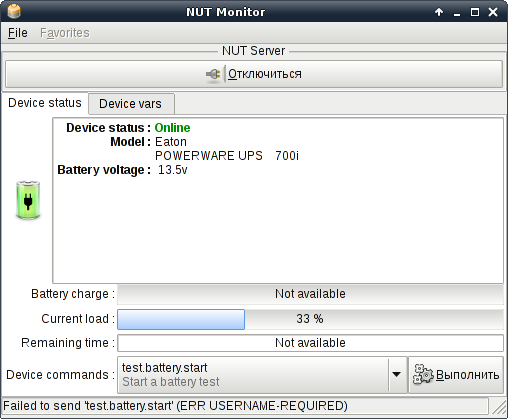 NUT Monitor
File Favorites
NUT Server
Отключиться
Device status Device vars
Device status : Online
Model : Eaton
POWERWARE UPS 700i
Battery voltage : 13.5v
Battery charge : Not available
Current load : 33 %
Remaining time : Not available
Device commands : test.battery.start
Start a battery test
Выполнить
Failed to send 'test.battery.start' (ERR USERNAME-REQUIRED)